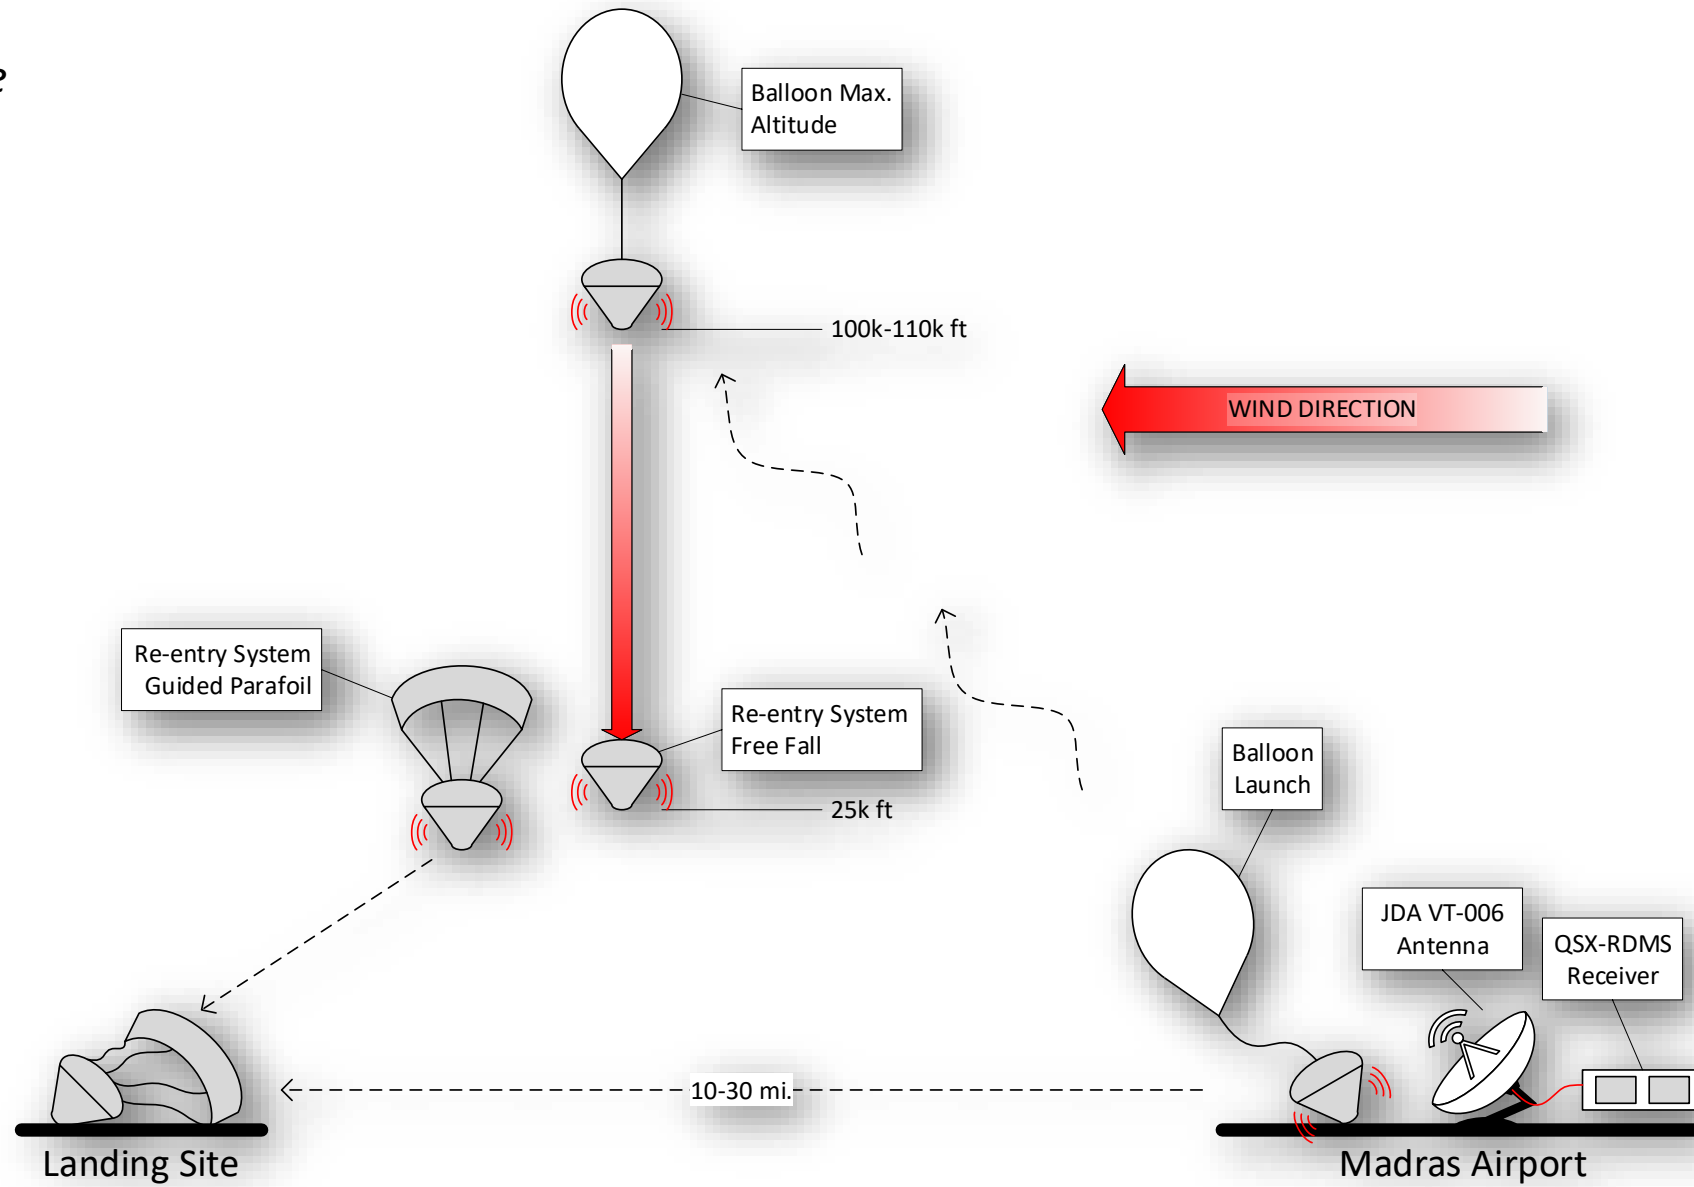 Balloon Max.
Altitude
100k-110k ft
WIND DIRECTION
Re-entry System
Guided Parafoil
Re-entry System
Free Fall
25k ft
Balloon
Launch
JDA VT-006
Antenna
QSX-RDMS
Receiver
10-30 mi.
Landing Site
Madras Airport